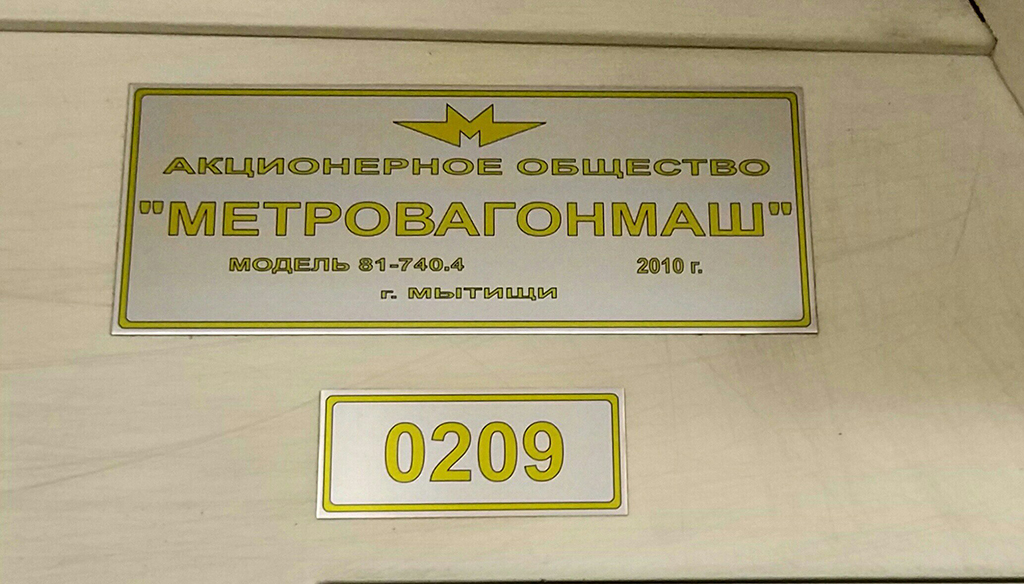 АКЦИОНЕРНОЕ ОБЩЕСТВО
"МЕТРОВАГОНМАШ"
МОДЕЛЬ 81-740.4 2010 г.
г. МЫТИЩИ
0209